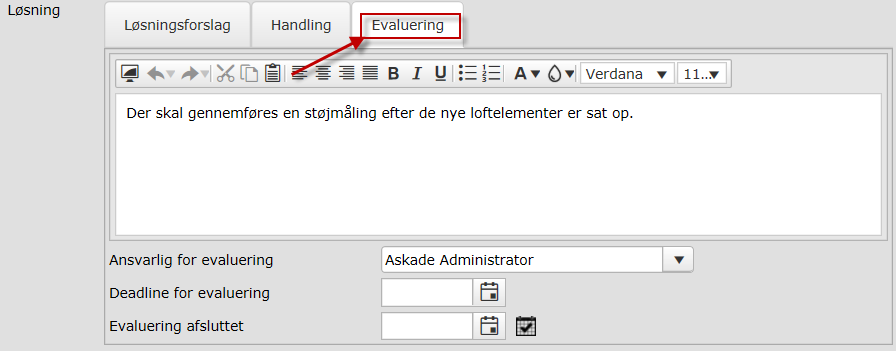 Løsning
Løsningsforslag Handling Evaluering
B I U A Verdana 11...
Der skal gennemføres en støjmåling efter de nye loftelementer er sat op.
Ansvarlig for evaluering Askade Administrator
Deadline for evaluering
Evaluering afsluttet